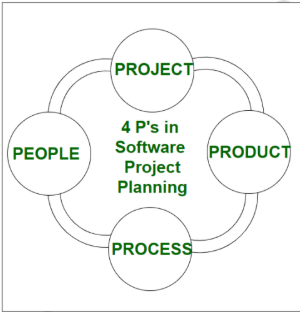 PROJECT
4 P's in
Software
Project
Planning
PEOPLE
PRODUCT
PROCESS